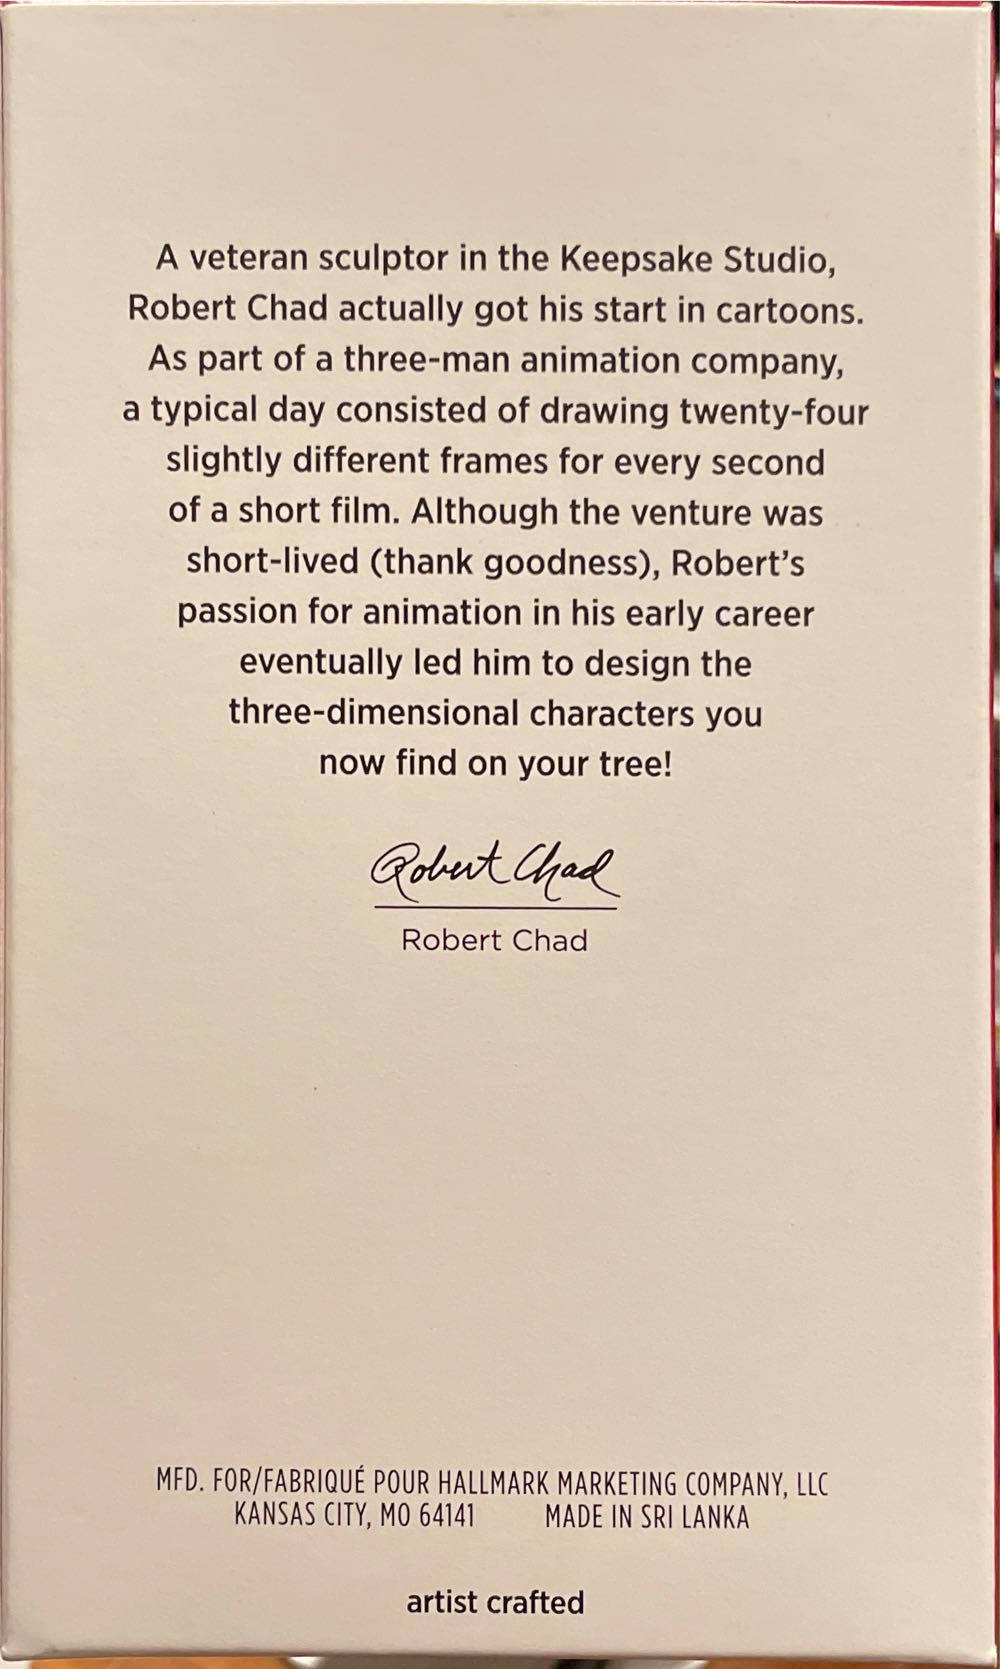 A veteran sculptor in the Keepsake Studio,
Robert Chad actually got his start in cartoons.
As part of a three-man animation company,
a typical day consisted of drawing twenty-four
slightly different frames for every second
of a short film. Although the venture was
short-lived (thank goodness), Robert’s
passion for animation in his early career
eventually led him to design the
three-dimensional characters you
now find on your tree!
Robert Chad
Robert Chad
MFD. FOR/FABRIQUÉ POUR HALLMARK MARKETING COMPANY, LLC
KANSAS CITY, MO 64141 MADE IN SRI LANKA
artist crafted